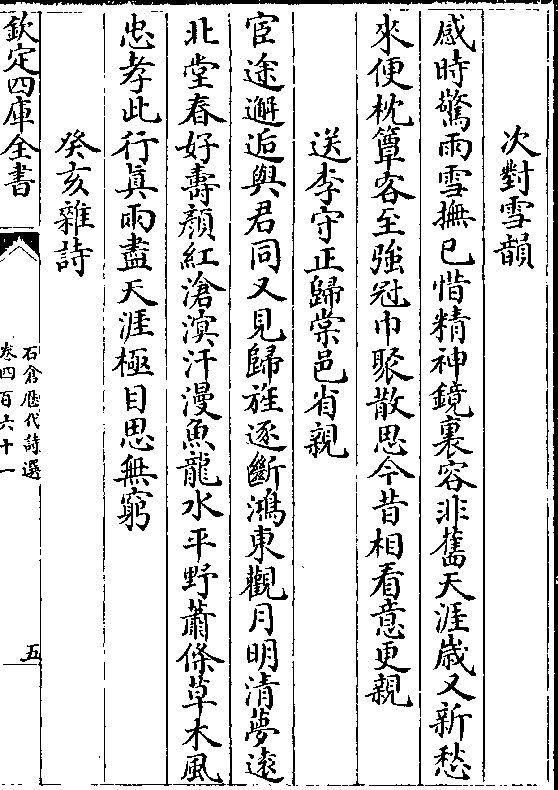 次對雪韻
感時驚雨雪撫已惜精神鏡裏容非舊天涯歲又新愁
來便枕簟客至強冠巾聚散思今昔相看意更親
送李守正歸棠邑省親
宦途邂逅與君同又見歸旌逐斷鴻東觀月明清夢遠
北堂春好壽顏紅滄溟汗漫魚龍水平野蕭條草木風
忠孝此行真兩盡天涯極目思無窮
癸亥雜詩
欽定四庫全書
石倉歷代詩選
卷四百六十一
五